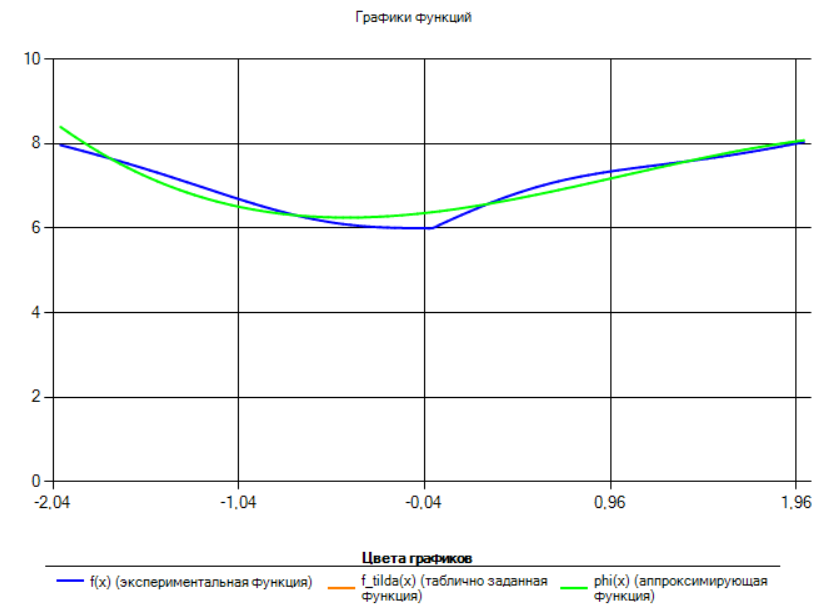 Графики функций
10
8
6
4
2
0
-2,04
-1,04
-0,04
0,96
1,96
Цвета графиков
f(x) (экспериментальная функция)
f_tilda(x) (таблично заданная
функция)
phi(x) (аппроксимирующая
функция)